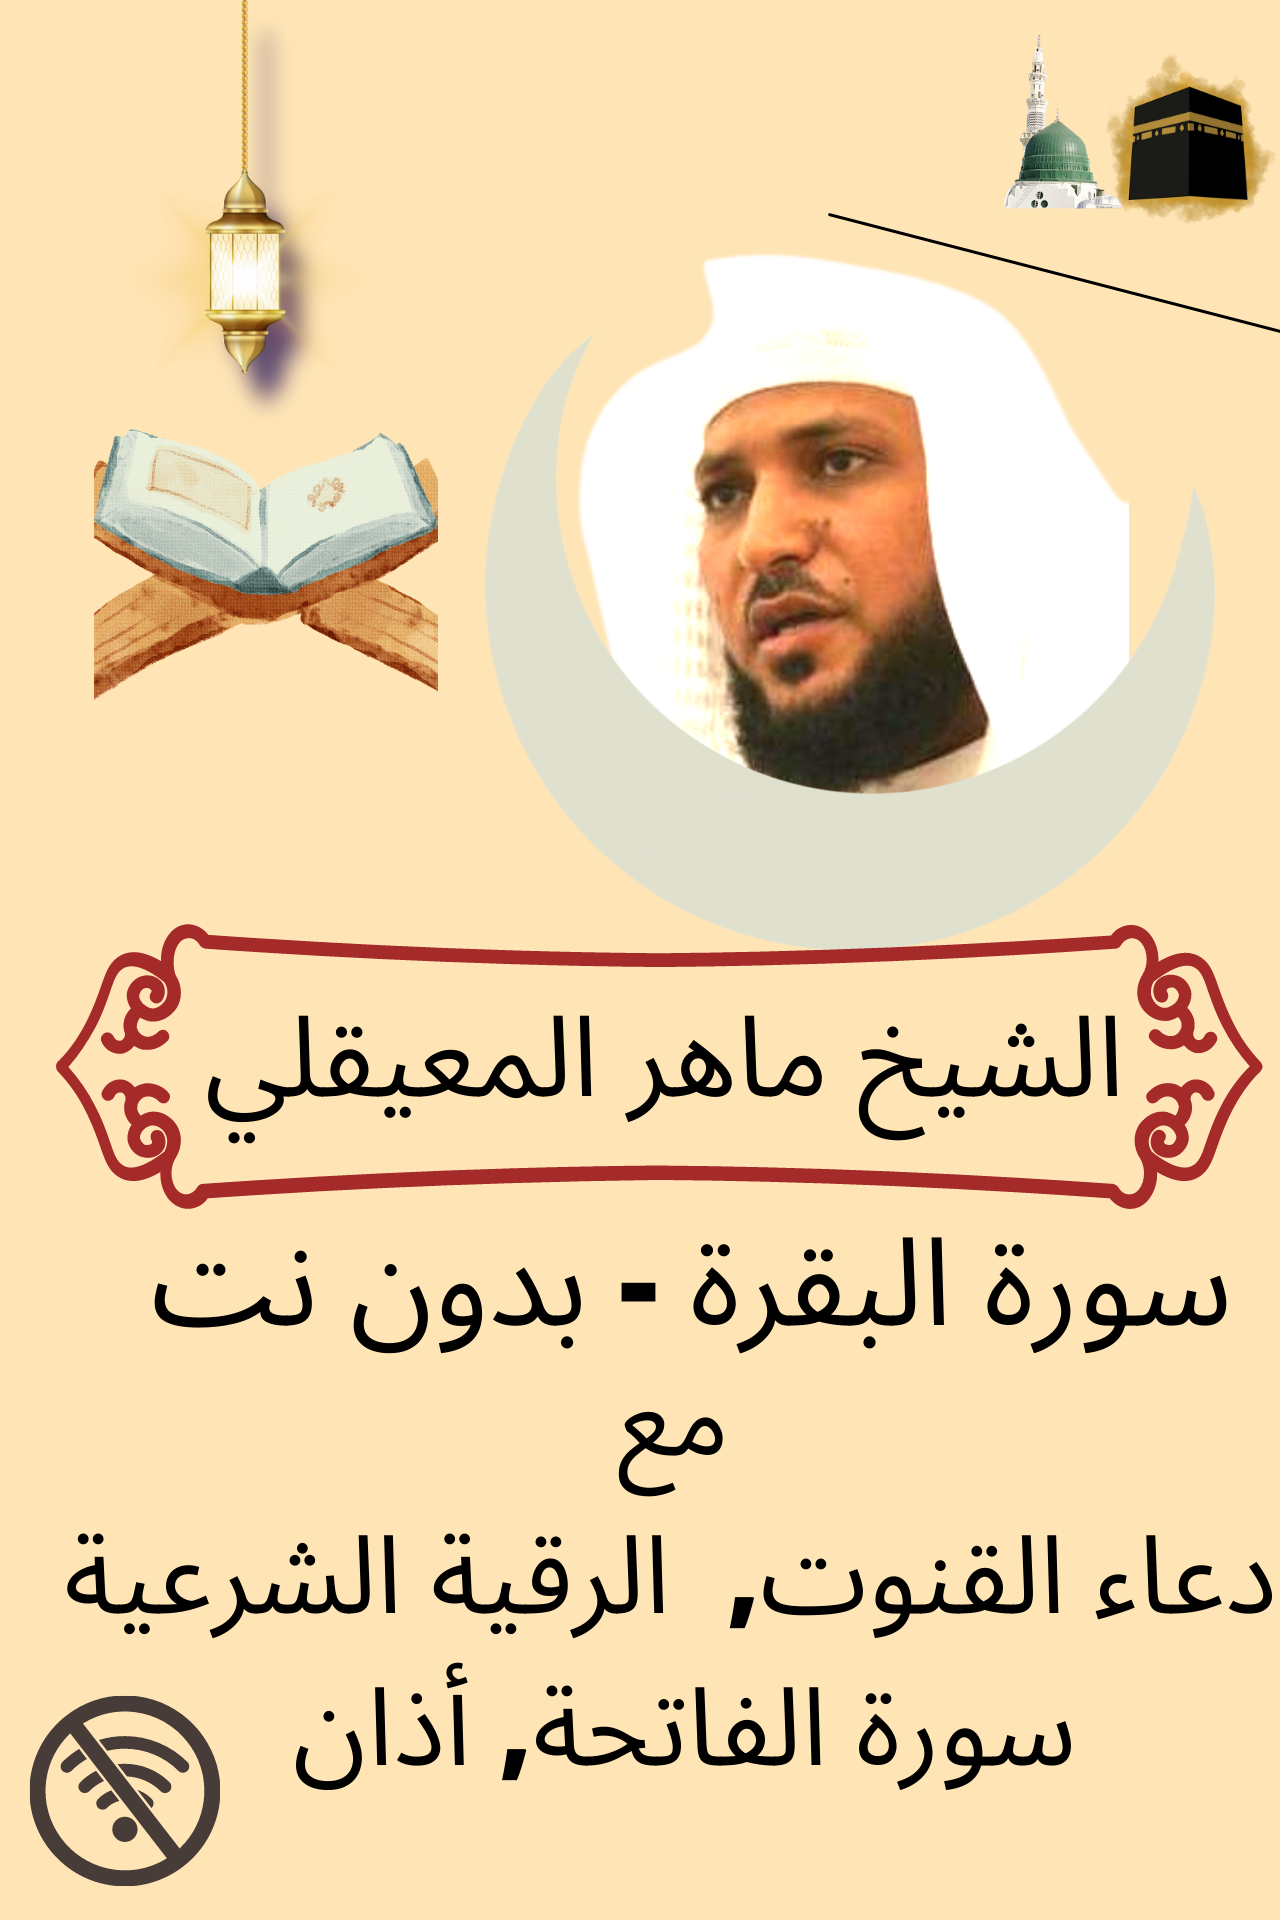 الشيخ ماهر المعيقلي
سورة البقرة - بدون نت
مع
دعاء القنوت, الرقية الشرعية
سورة الفاتحة, أذان